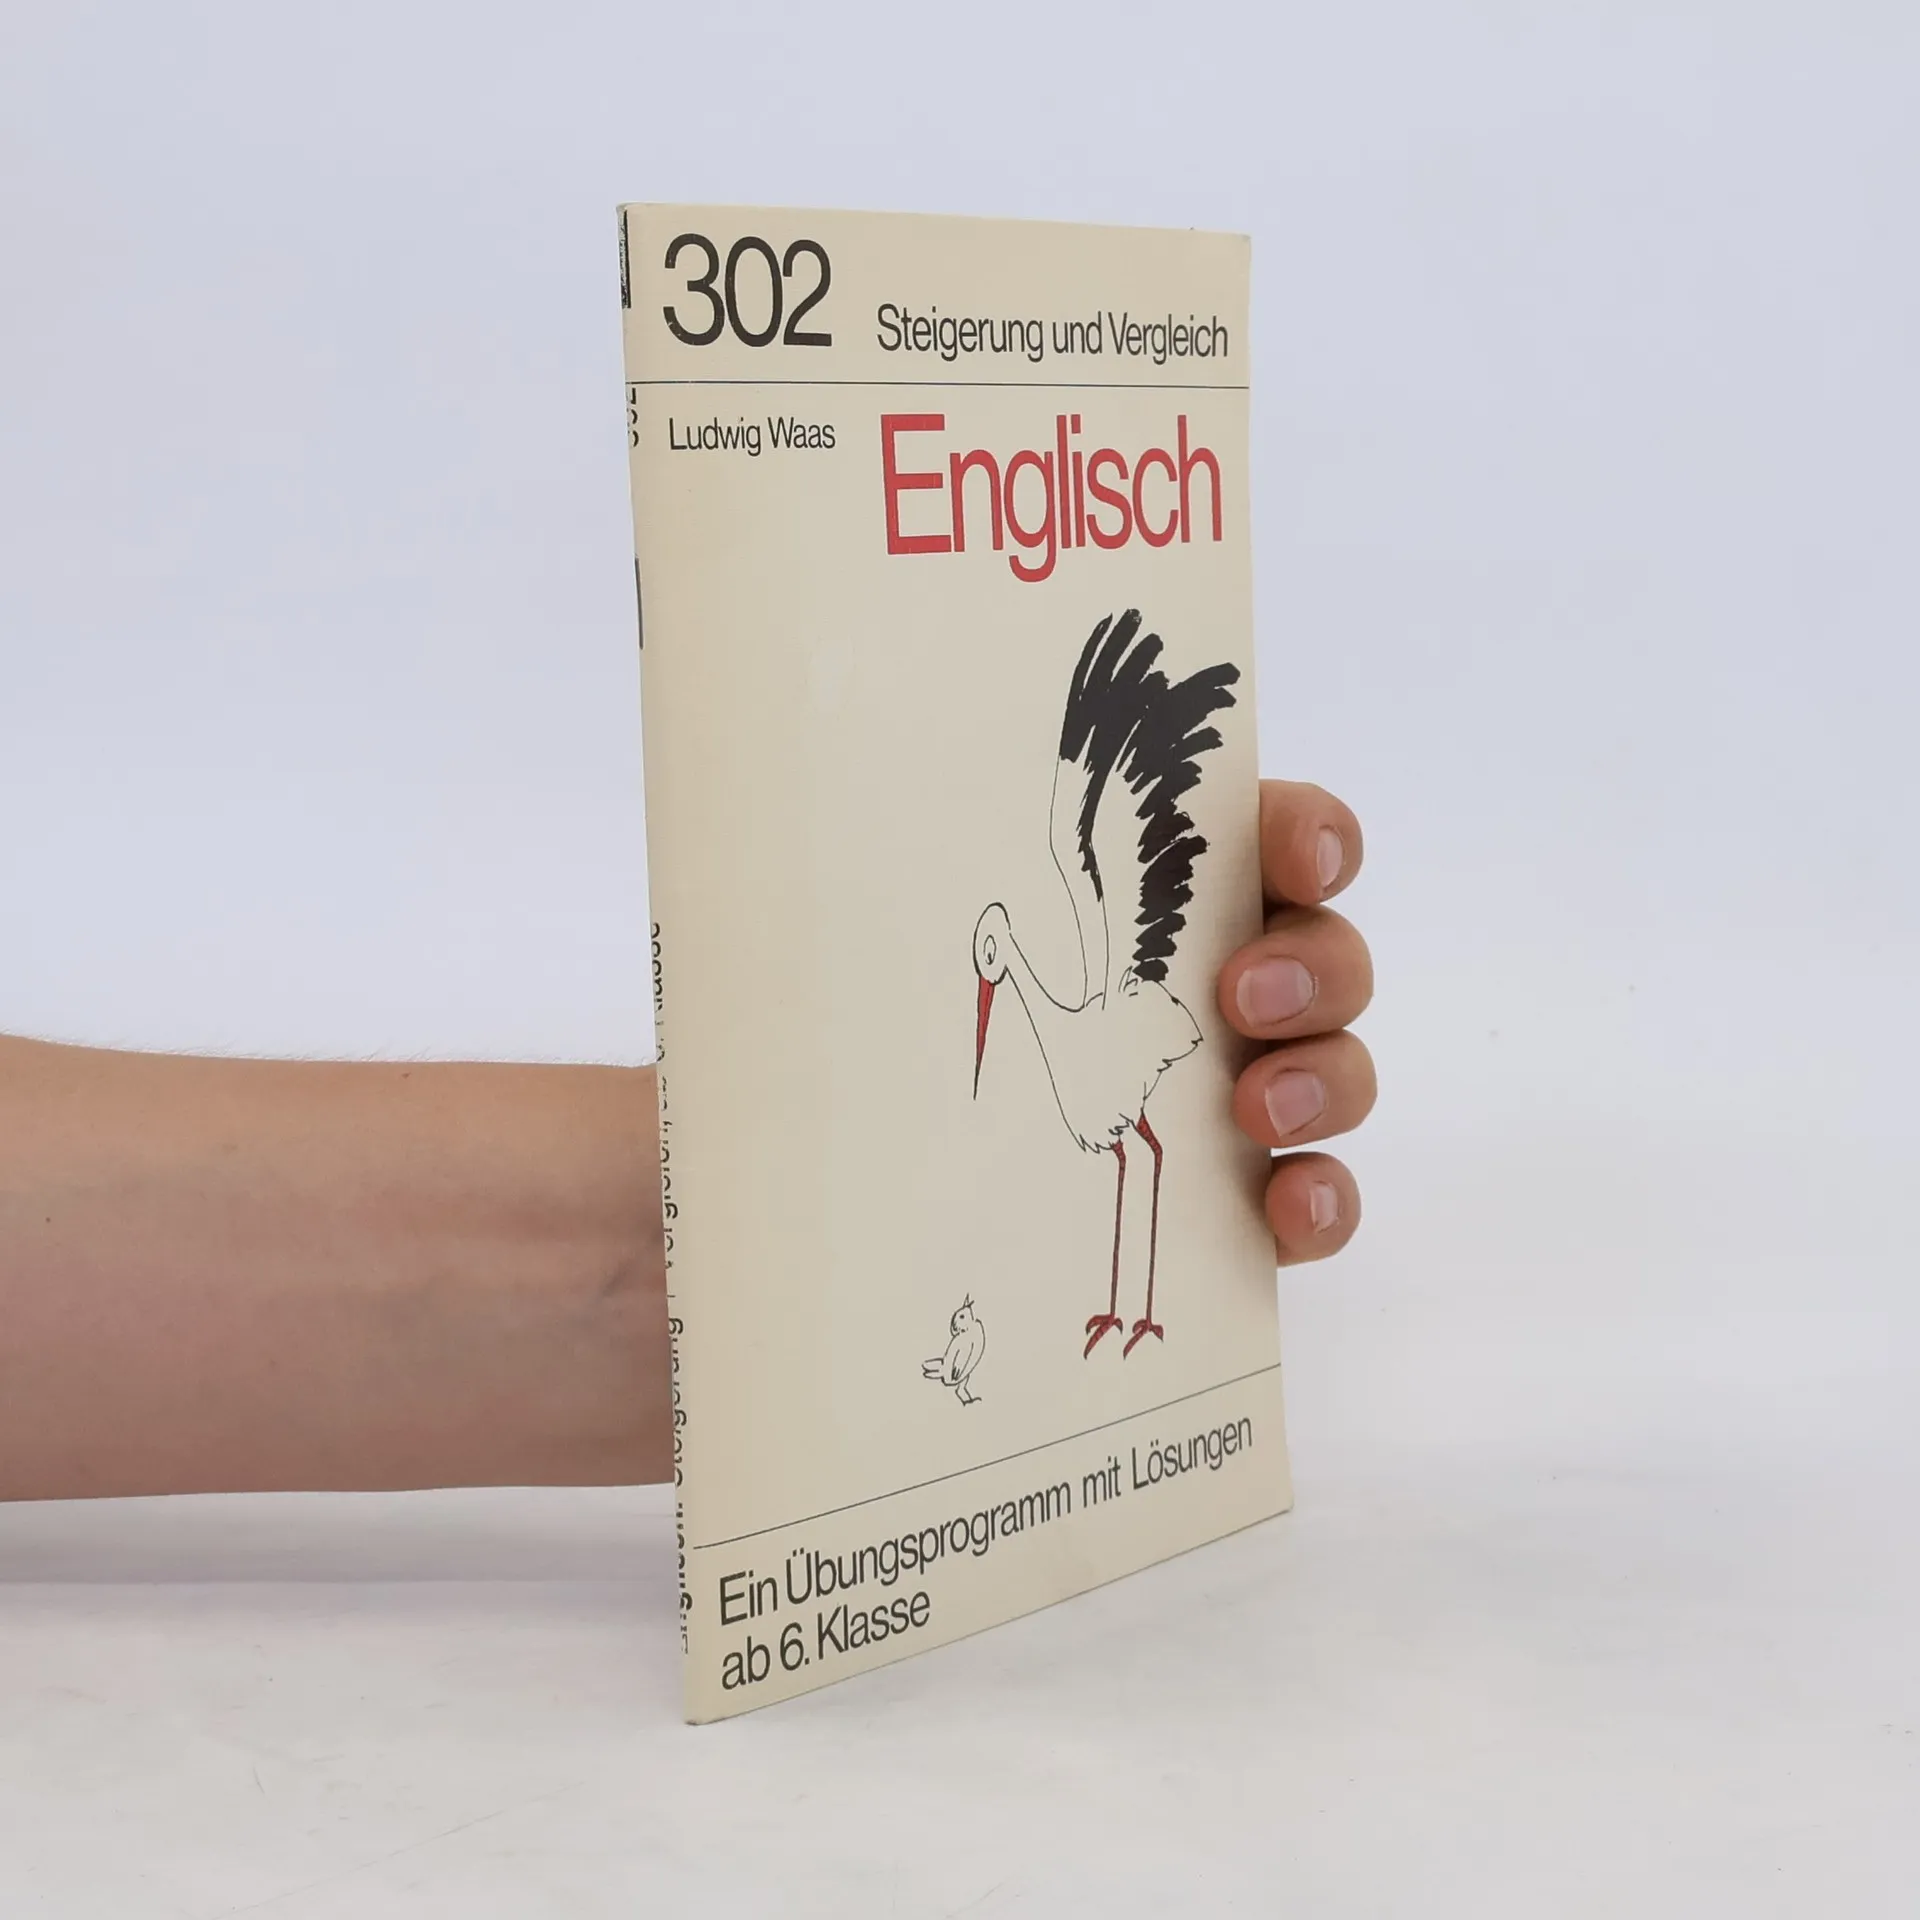 302
Steigerung und Vergleich
Ludwig Waas
Englisch
Ein Übungsprogramm mit Lösungen
ab 6. Klasse